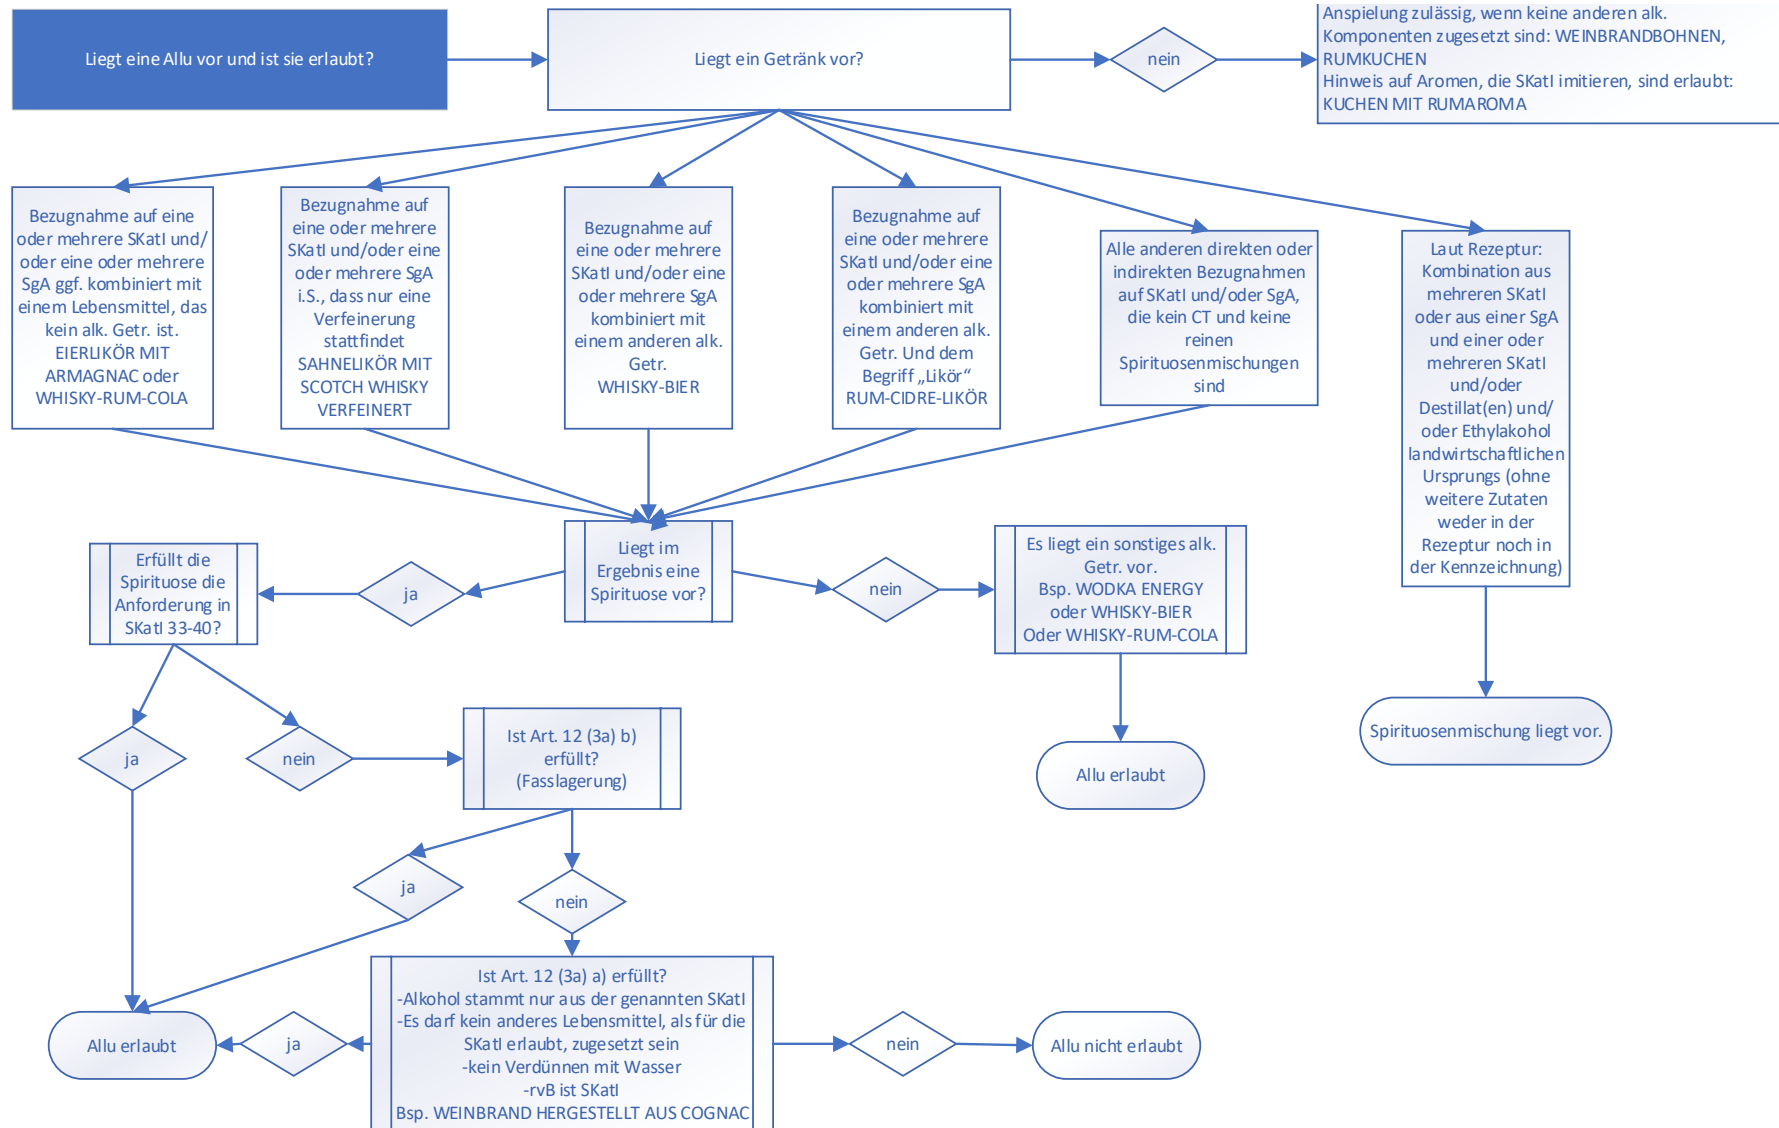 Liegt eine Allu vor und ist sie erlaubt?
Liegt ein Getränk vor?
nein
Anspielung zulässig, wenn keine anderen alk.
Komponenten zugesetzt sind: WEINBRANDBOHNEN,
RUMKUCHEN
Hinweis auf Aromen, die SKatI imitieren, sind erlaubt:
KUCHEN MIT RUMAROMA
Bezugnahme auf eine
oder mehrere SKatI und/
oder eine oder mehrere
SgA ggf. kombiniert mit
einem Lebensmittel, das
kein alk. Getr. ist.
EIERLIKÖR MIT
ARMAGNAC oder
WHISKY-RUM-COLA
Bezugnahme auf
eine oder mehrere
SKatI und/oder eine
oder mehrere SgA
i.S., dass nur eine
Verfeinerung
stattfindet
SAHNELIKÖR MIT
SCOTCH WHISKY
VERFEINERT
Bezugnahme auf
eine oder mehrere
SKatI und/oder eine
oder mehrere SgA
kombiniert mit
einem anderen alk.
Getr.
WHISKY-BIER
Bezugnahme auf
eine oder mehrere
SKatI und/oder eine
oder mehrere SgA
kombiniert mit
einem anderen alk.
Getr. Und dem
Begriff „Likör“
RUM-CIDRE-LIKÖR
Alle anderen direkten oder
indirekten Bezugnahmen
auf SKatI und/oder SgA,
die kein CT und keine
reinen
Spirituosenmischungen
sind
Laut Rezeptur:
Kombination aus
mehreren SKatI
oder aus einer SgA
und einer oder
mehreren SKatI
und/oder
Destillat(en) und/
oder Ethylakohol
landwirtschaftlichen
Ursprungs (ohne
weitere Zutaten
weder in der
Rezeptur noch in
der Kennzeichnung)
Erfüllt die
Spirituose die
Anforderung in
SKatI 33-40?
ja
Liegt im
Ergebnis eine
Spirituose vor?
nein
Es liegt ein sonstiges alk.
Getr. vor.
Bsp. WODKA ENERGY
oder WHISKY-BIER
Oder WHISKY-RUM-COLA
ja
nein
Ist Art. 12 (3a) b)
erfüllt?
(Fasslagerung)
Allu erlaubt
Spirituosenmischung liegt vor.
ja
nein
Allu erlaubt
ja
Ist Art. 12 (3a) a) erfüllt?
-Alkohol stammt nur aus der genannten SKatI
-Es darf kein anderes Lebensmittel, als für die
SKatI erlaubt, zugesetzt sein
-kein Verdünnen mit Wasser
-rvB ist SKatI
Bsp. WEINBRAND HERGESTELLT AUS COGNAC
nein
Allu nicht erlaubt